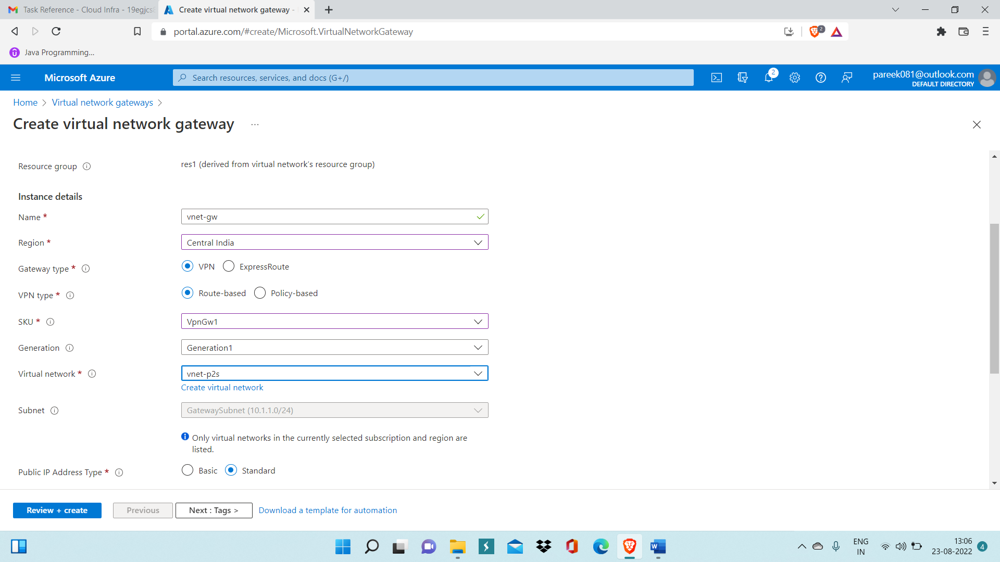 Task Reference - Cloud Infra - 19egjcs
Create virtual network gateway -
portal.azure.com/#create/Microsoft.VirtualNetworkGateway
2
Java Programming...
Microsoft Azure
Search resources, services, and docs (G+/)
2
pareek081@outlook.com
DEFAULT DIRECTORY
Home > Virtual network gateways >
Create virtual network gateway ...
Resource group
res1 (derived from virtual network's resource group)
Instance details
Name *
vnet-gw
Region *
Central India
Gateway type *
VPN
ExpressRoute
VPN type *
Route-based
Policy-based
SKU *
VpnGw1
Generation
Generation1
Virtual network *
vnet-p2s
Create virtual network
Subnet
GatewaySubnet (10.1.1.0/24)
Only virtual networks in the currently selected subscription and region are
listed.
Public IP Address Type *
Basic
Standard
Review + create
Previous
Next : Tags >
Download a template for automation
ENG
IN
13:06
23-08-2022
4